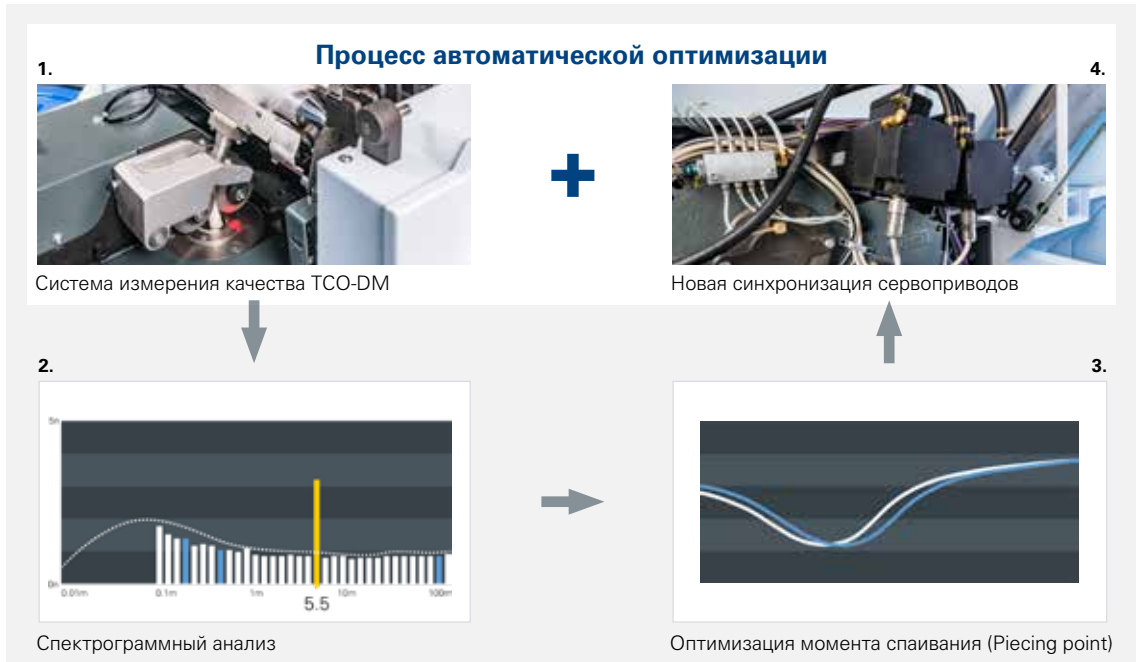 Процесс автоматической оптимизации
1.
4.
Система измерения качества TCO-DM
Новая синхронизация сервоприводов
2.
3.
5n
0n
0.01m 0.1m 1m 10m 100m
5.5
Спектрограммный анализ
Оптимизация момента спаивания (Piecing point)